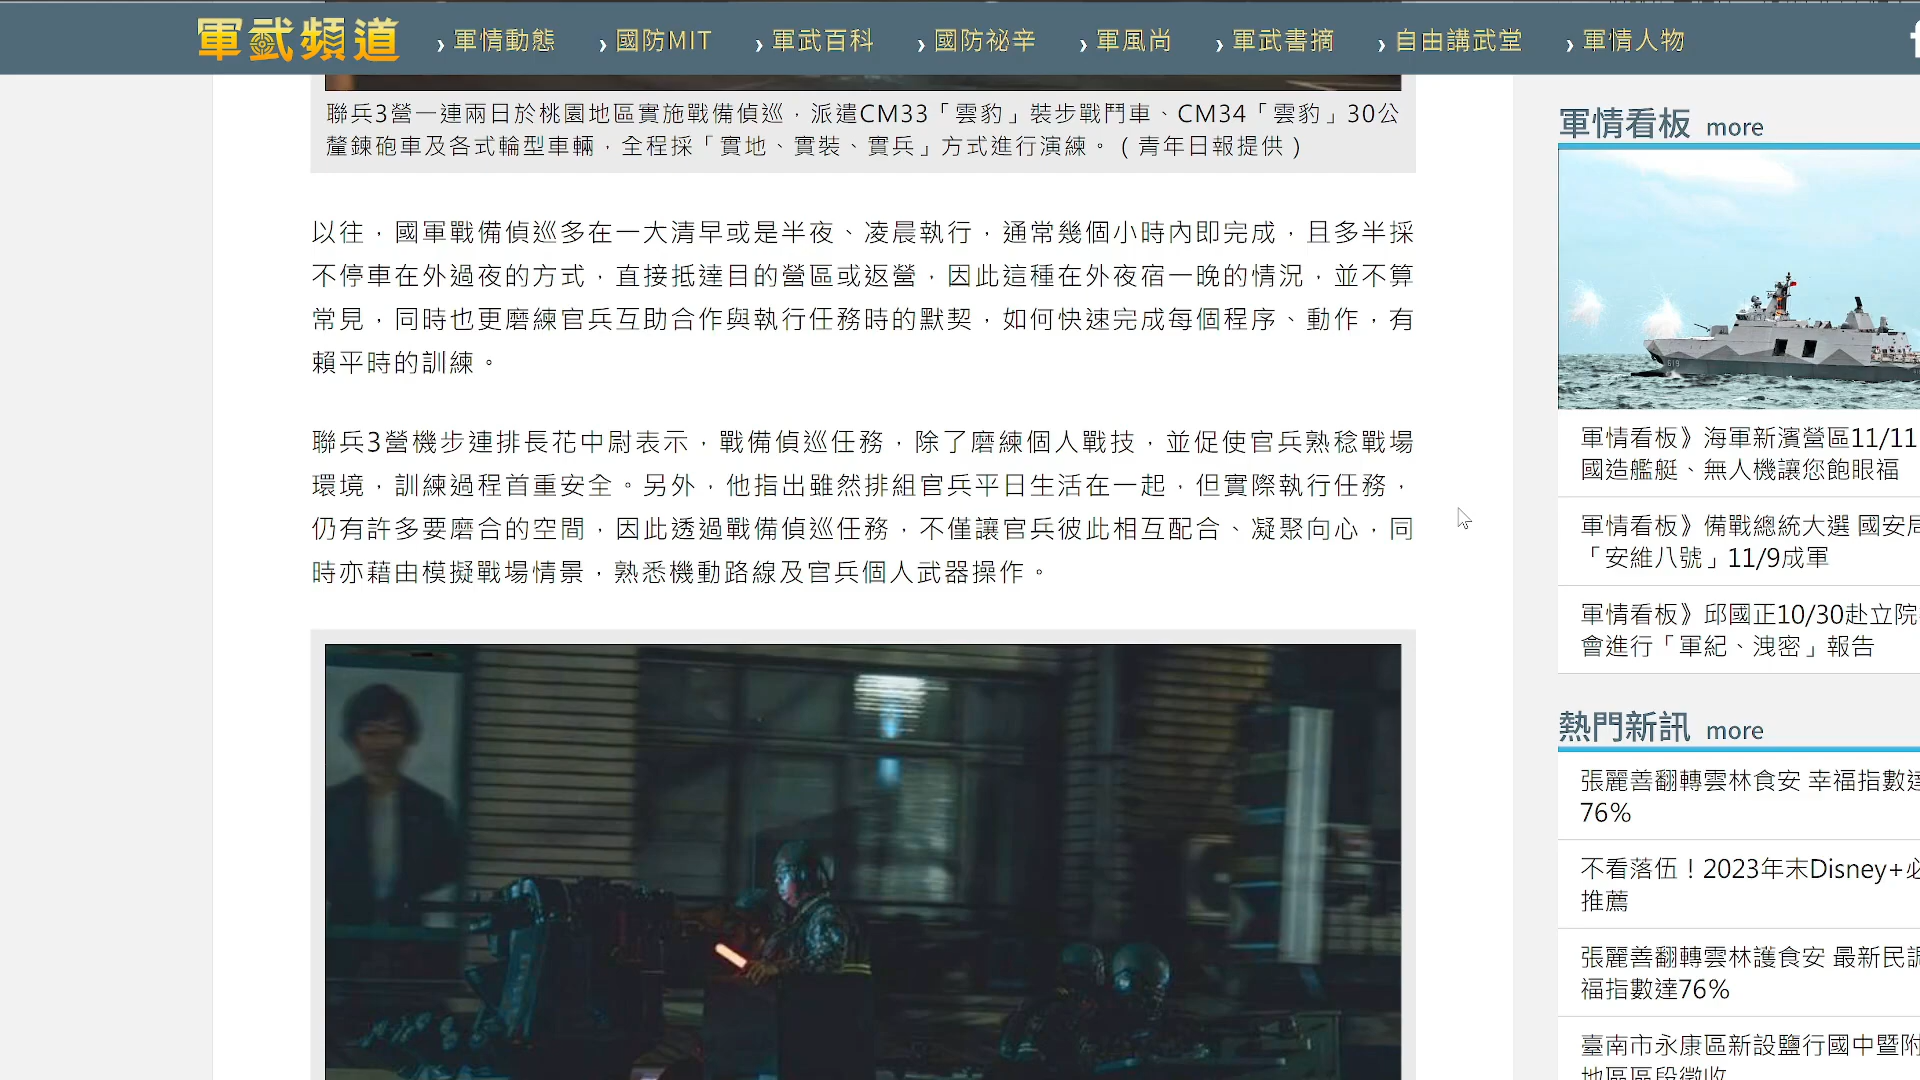 軍武頻道
軍情動態
國防MIT
軍武百科
國防祕辛
軍風尚
軍武書摘
自由講武堂
軍情人物
聯兵3營一連兩日於桃園地區實施戰備偵巡，派遣CM33「雲豹」裝步戰鬥車、CM34「雲豹」30公
釐鍊砲車及各式輪型車輛，全程採「實地、實裝、實兵」方式進行演練。（青年日報提供）
以往，國軍戰備偵巡多在一大清早或是半夜、凌晨執行，通常幾個小時內即完成，且多半採
不停車在外過夜的方式，直接抵達目的營區或返營，因此這種在外夜宿一晚的情況，並不算
常見，同時也更磨練官兵互助合作與執行任務時的默契，如何快速完成每個程序、動作，有
賴平時的訓練。
聯兵3營機步連排長花中尉表示，戰備偵巡任務，除了磨練個人戰技，並促使官兵熟稔戰場
環境，訓練過程首重安全。另外，他指出雖然排組官兵平日生活在一起，但實際執行任務，
仍有許多要磨合的空間，因此透過戰備偵巡任務，不僅讓官兵彼此相互配合、凝聚向心，同
時亦藉由模擬戰場情景，熟悉機動路線及官兵個人武器操作。
軍情看板 more
619
軍情看板》海軍新濱營區11/11
國造艦艇、無人機讓您飽眼福
軍情看板》備戰總統大選 國安局
「安維八號」11/9成軍
軍情看板》邱國正10/30赴立院
會進行「軍紀、洩密」報告
熱門新訊 more
張麗善翻轉雲林食安 幸福指數達
76%
不看落伍！2023年末Disney+必
推薦
張麗善翻轉雲林護食安 最新民調
福指數達76%
臺南市永康區新設鹽行國中暨附
地區區段徵收